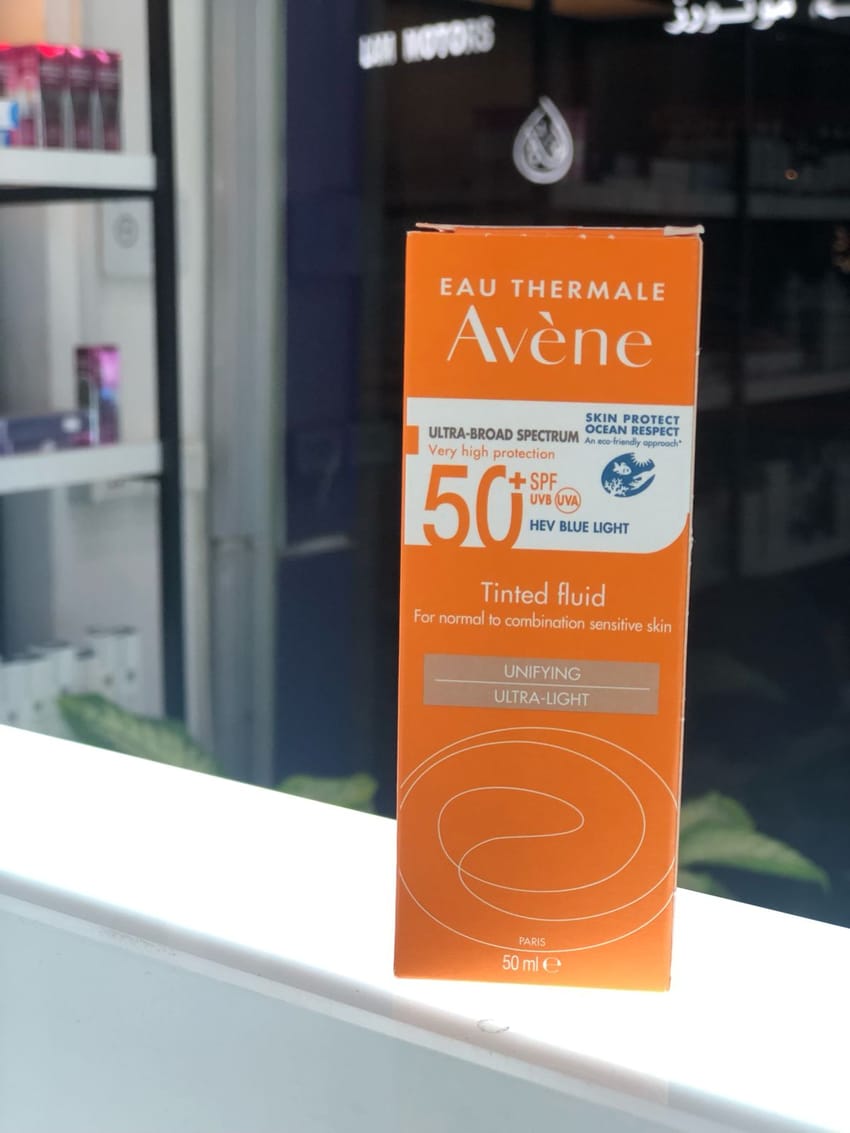 MOTORS
موتورز
EAU THERMALE
Avène
ULTRA-BROAD SPECTRUM
Very high protection
50+ SPF
UVB UVA
HEV BLUE LIGHT
SKIN PROTECT
OCEAN RESPECT
An eco-friendly approach*
Tinted fluid
For normal to combination sensitive skin
UNIFYING
ULTRA-LIGHT
PARIS
50 ml e